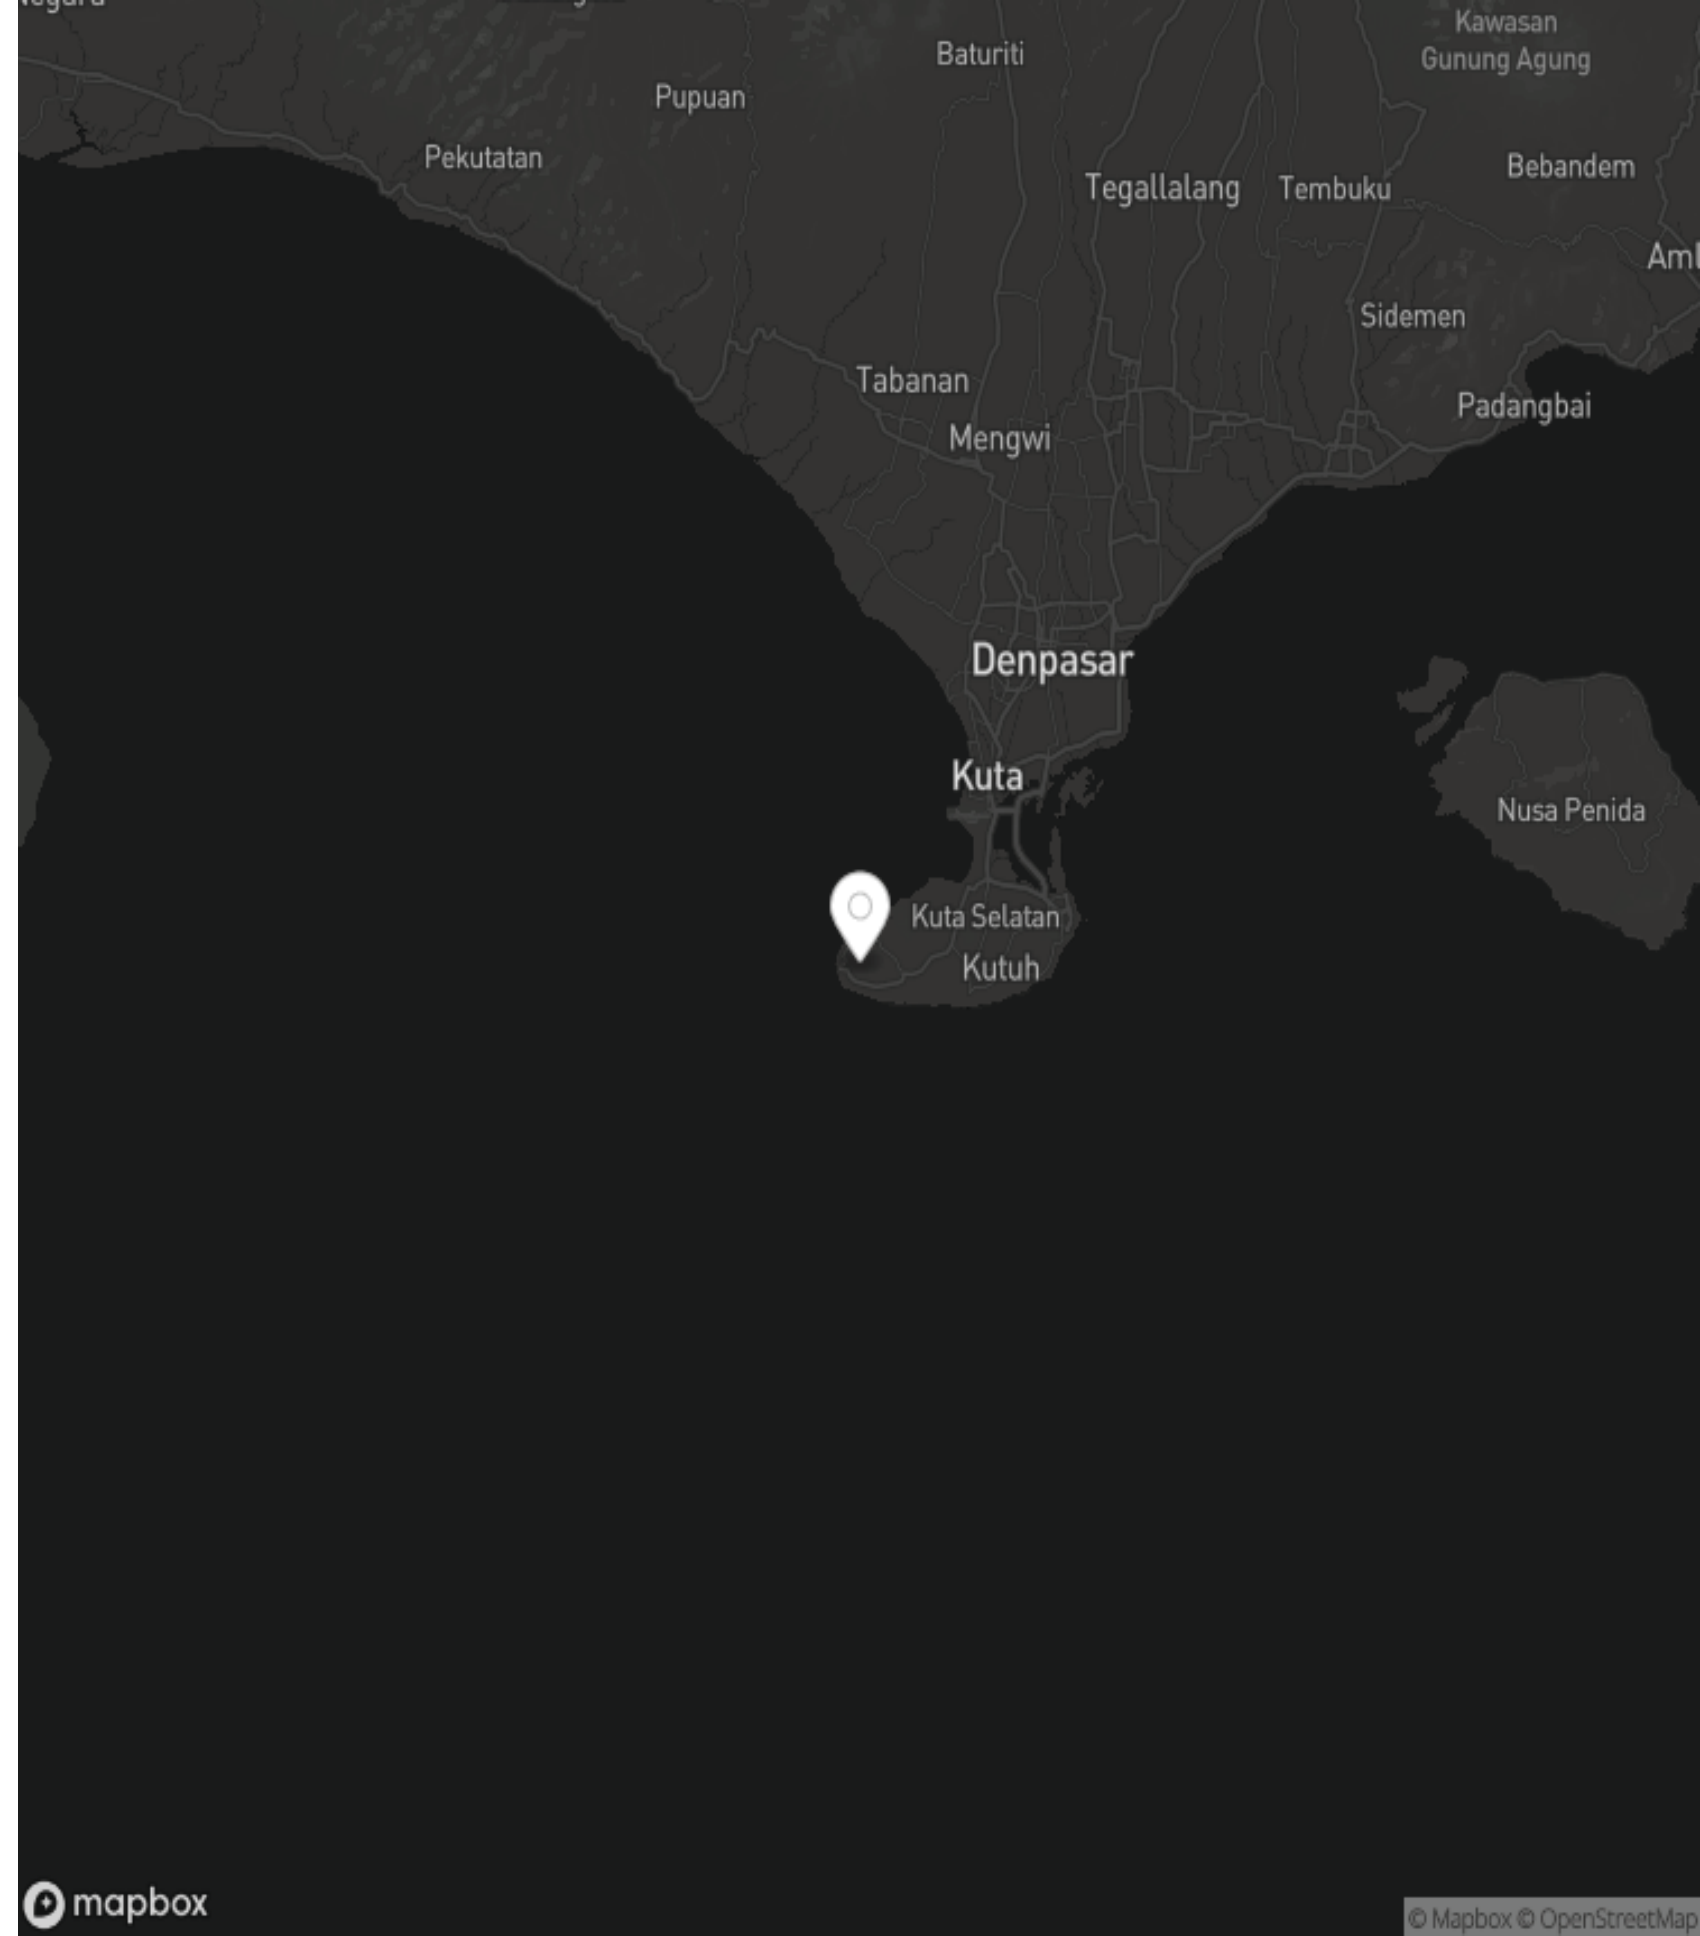 Kawasan
Gunung Agung
Baturiti
Pupuan
Pekutatan
Bebandem
Tegallalang
Tembuku
Sidemen
Tabanan
Padangbai
Mengwi
Denpasar
Kuta
Nusa Penida
Kuta Selatan
Kutuh
mapbox
© Mapbox © OpenStreetMap